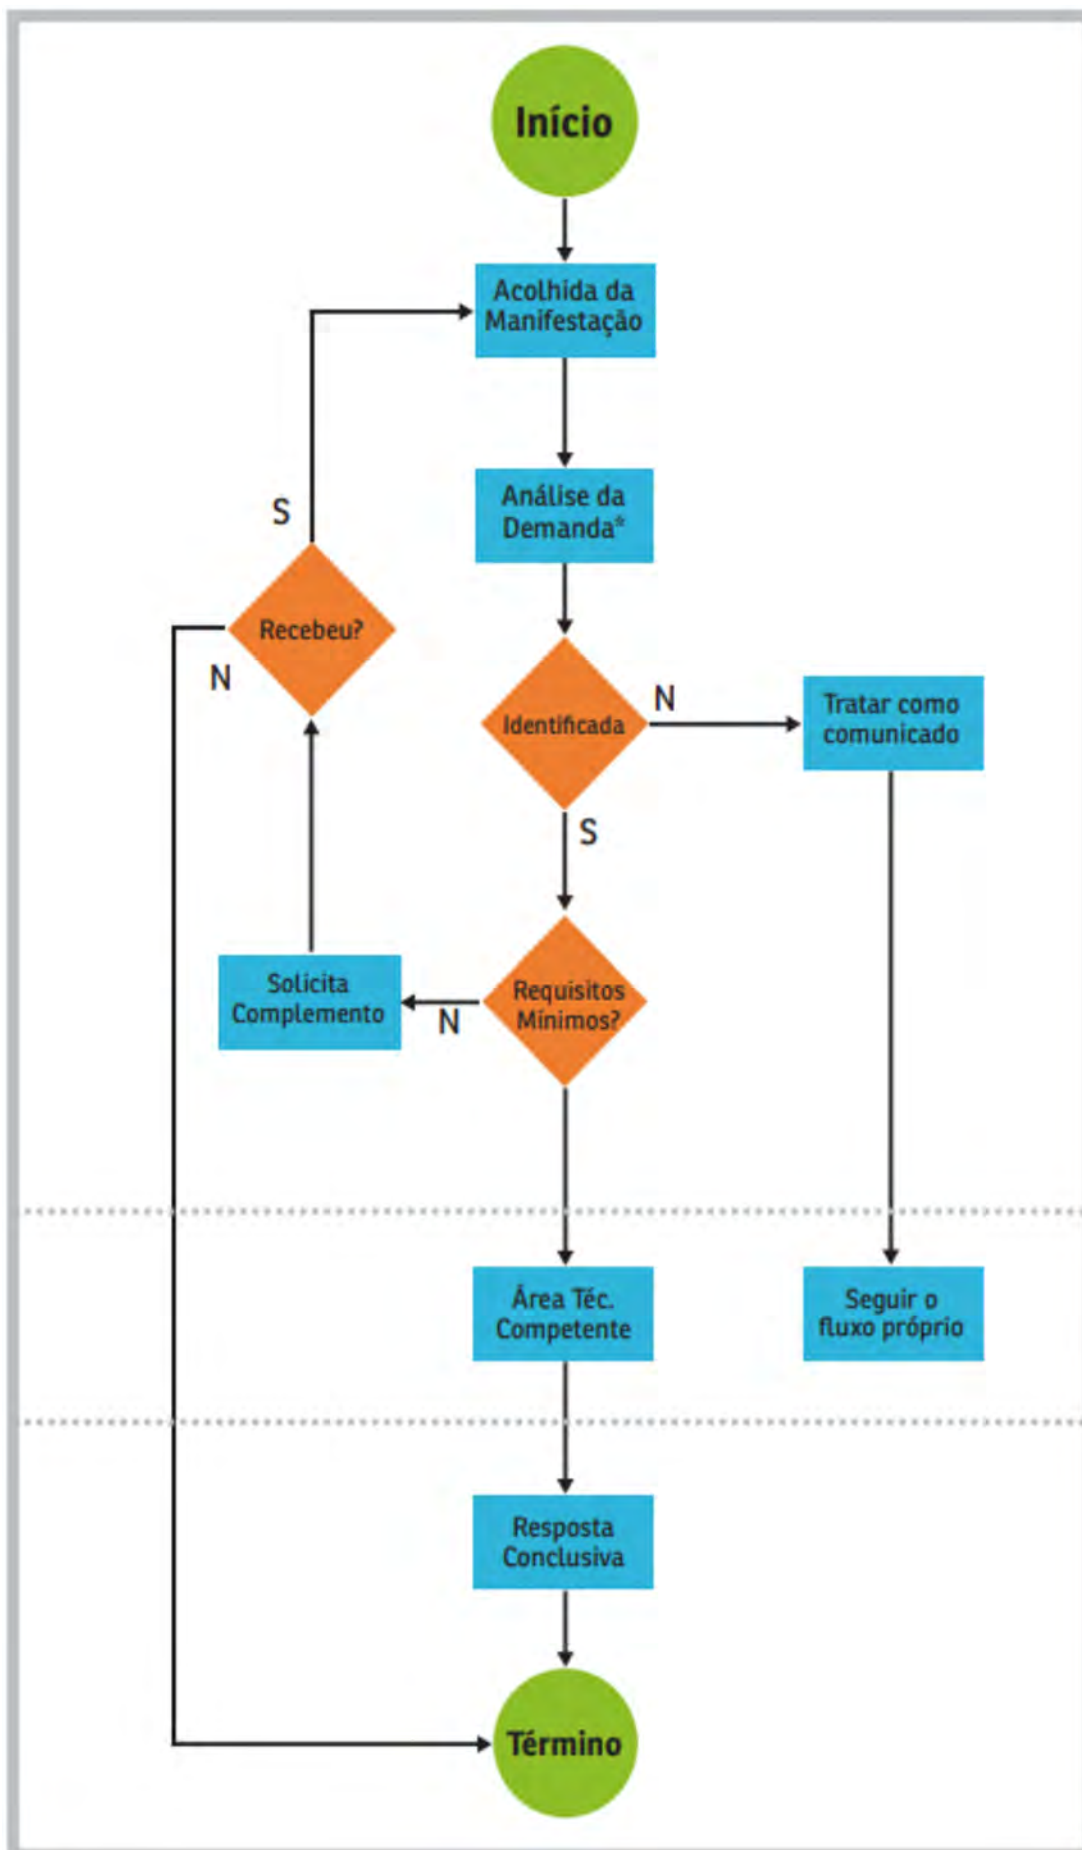 Início
Acolhida da
Manifestação
Análise da
Demanda*
S
Recebeu?
N
Identificada
N
Tratar como
comunicado
S
Solicita
Complemento
N
Requisitos
Mínimos?
Área Téc.
Competente
Seguir o
fluxo próprio
Resposta
Conclusiva
Término